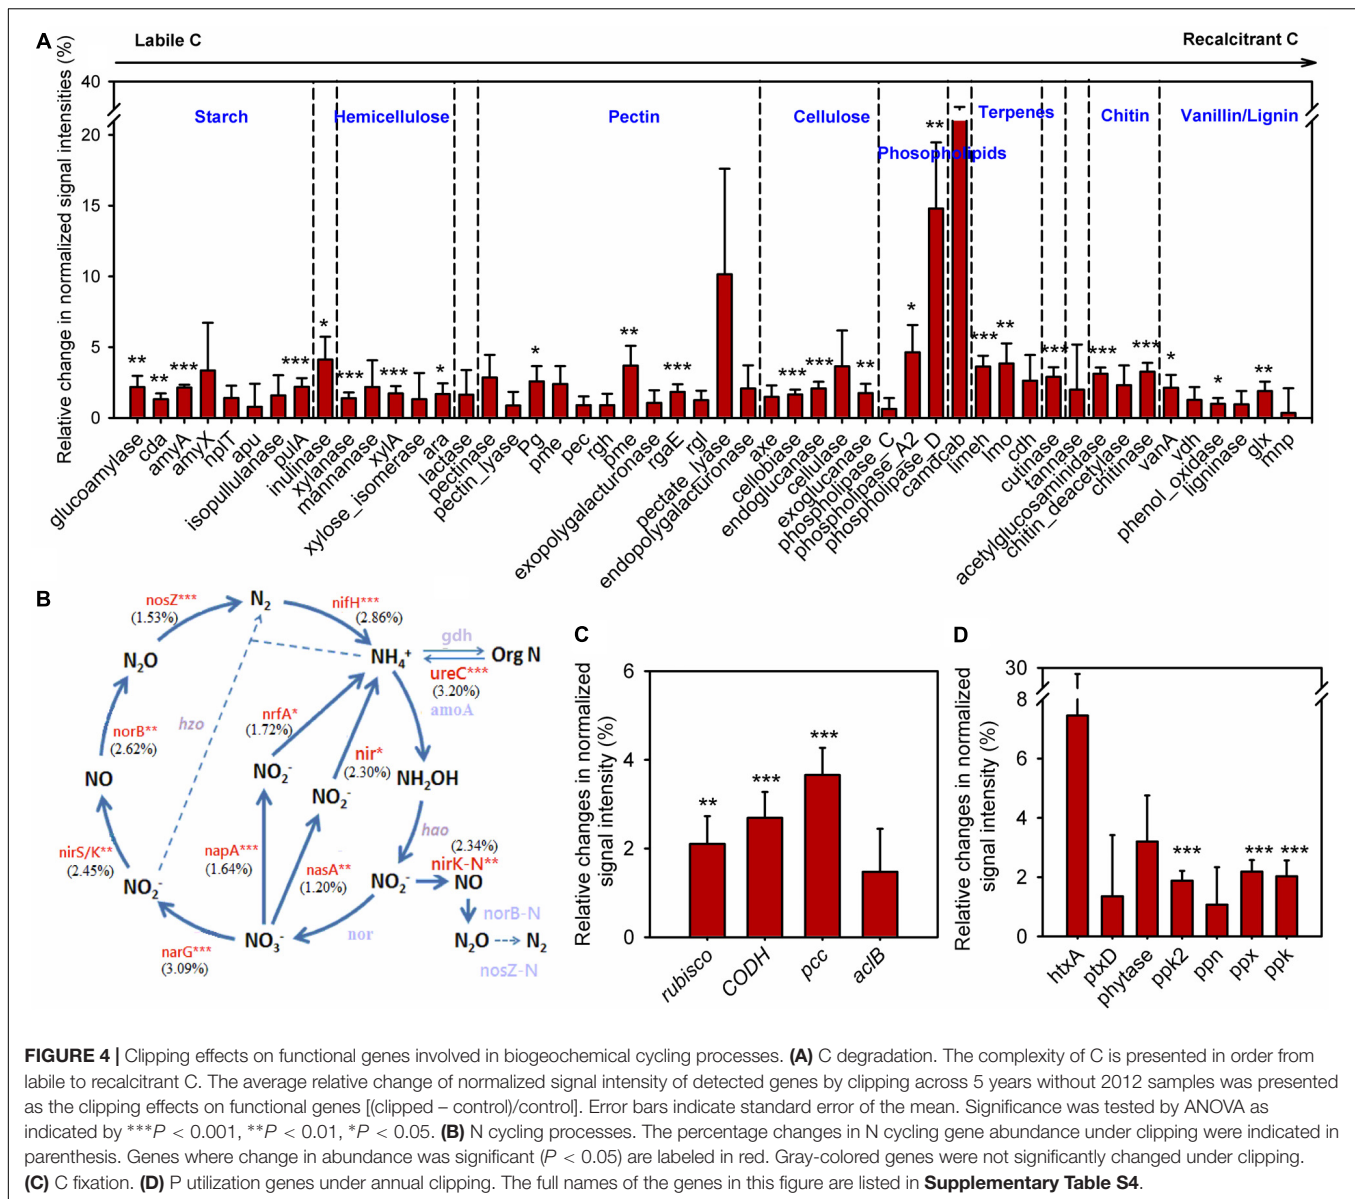 A
Labile C
Recalcitrant C
Relative change in normalized signal intensities (%)
40
20
15
10
5
0
Starch
Hemicellulose
Pectin
Cellulose
Phosopholipids
Terpenes
Chitin
Vanillin/Lignin
** ** *** *** * *** *** * * ** *** *** ** * ** *** ** *** *** *** * * **
glucoamylase
cda
amyA
amyX
nplT
apu
isopullulanase
pulA
inulinase
xylanase
mannanase
xylA
xylose_isomerase
ara
lactase
pectinase
pectin_lyase
Pg
pme
pec
rgh
pme
exopolygalacturonase
rgaE
rgl
pectate_lyase
endopolygalacturonase
axe
cellobiase
endoglucanase
cellulase
exoglucanase
phospholipase_C
phospholipase_A2
phospholipase_D
camdcab
limeh
lmo
cdh
cutinase
tannase
acetylglucosaminidase
chitin_deacetylase
chitinase
vanA
vdh
phenol_oxidase
ligninase
glx
mnp
B
nosZ***
(1.53%)
N₂
nifH***
(2.86%)
N₂O
NH₄⁺
gdh
Org N
ureC***
(3.20%)
amoA
norB**
(2.62%)
hzo
nrfA*
(1.72%)
nir*
(2.30%)
NO
NO₂⁻
NO₂⁻
NH₂OH
hao
(2.34%)
nirK-N**
nirS/K**
(2.45%)
NO₂⁻
napA***
(1.64%)
nasA**
(1.20%)
NO₂⁻
NO
norB-N
narG***
(3.09%)
NO₃⁻
nor
N₂O
N₂
nosZ-N
C
Relative changes in normalized
signal intensity (%)
6
4
2
0
** *** ***
rubisco
CODH
pcc
aclB
D
Relative changes in normalized
signal intensity (%)
30
8
6
4
2
0
*** *** ***
htxA
ptxD
phytase
ppk2
ppn
ppx
ppk
FIGURE 4 | Clipping effects on functional genes involved in biogeochemical cycling processes. (A) C degradation. The complexity of C is presented in order from
labile to recalcitrant C. The average relative change of normalized signal intensity of detected genes by clipping across 5 years without 2012 samples was presented
as the clipping effects on functional genes [(clipped – control)/control]. Error bars indicate standard error of the mean. Significance was tested by ANOVA as
indicated by ***P < 0.001, **P < 0.01, *P < 0.05. (B) N cycling processes. The percentage changes in N cycling gene abundance under clipping were indicated in
parenthesis. Genes where change in abundance was significant (P < 0.05) are labeled in red. Gray-colored genes were not significantly changed under clipping.
(C) C fixation. (D) P utilization genes under annual clipping. The full names of the genes in this figure are listed in Supplementary Table S4.